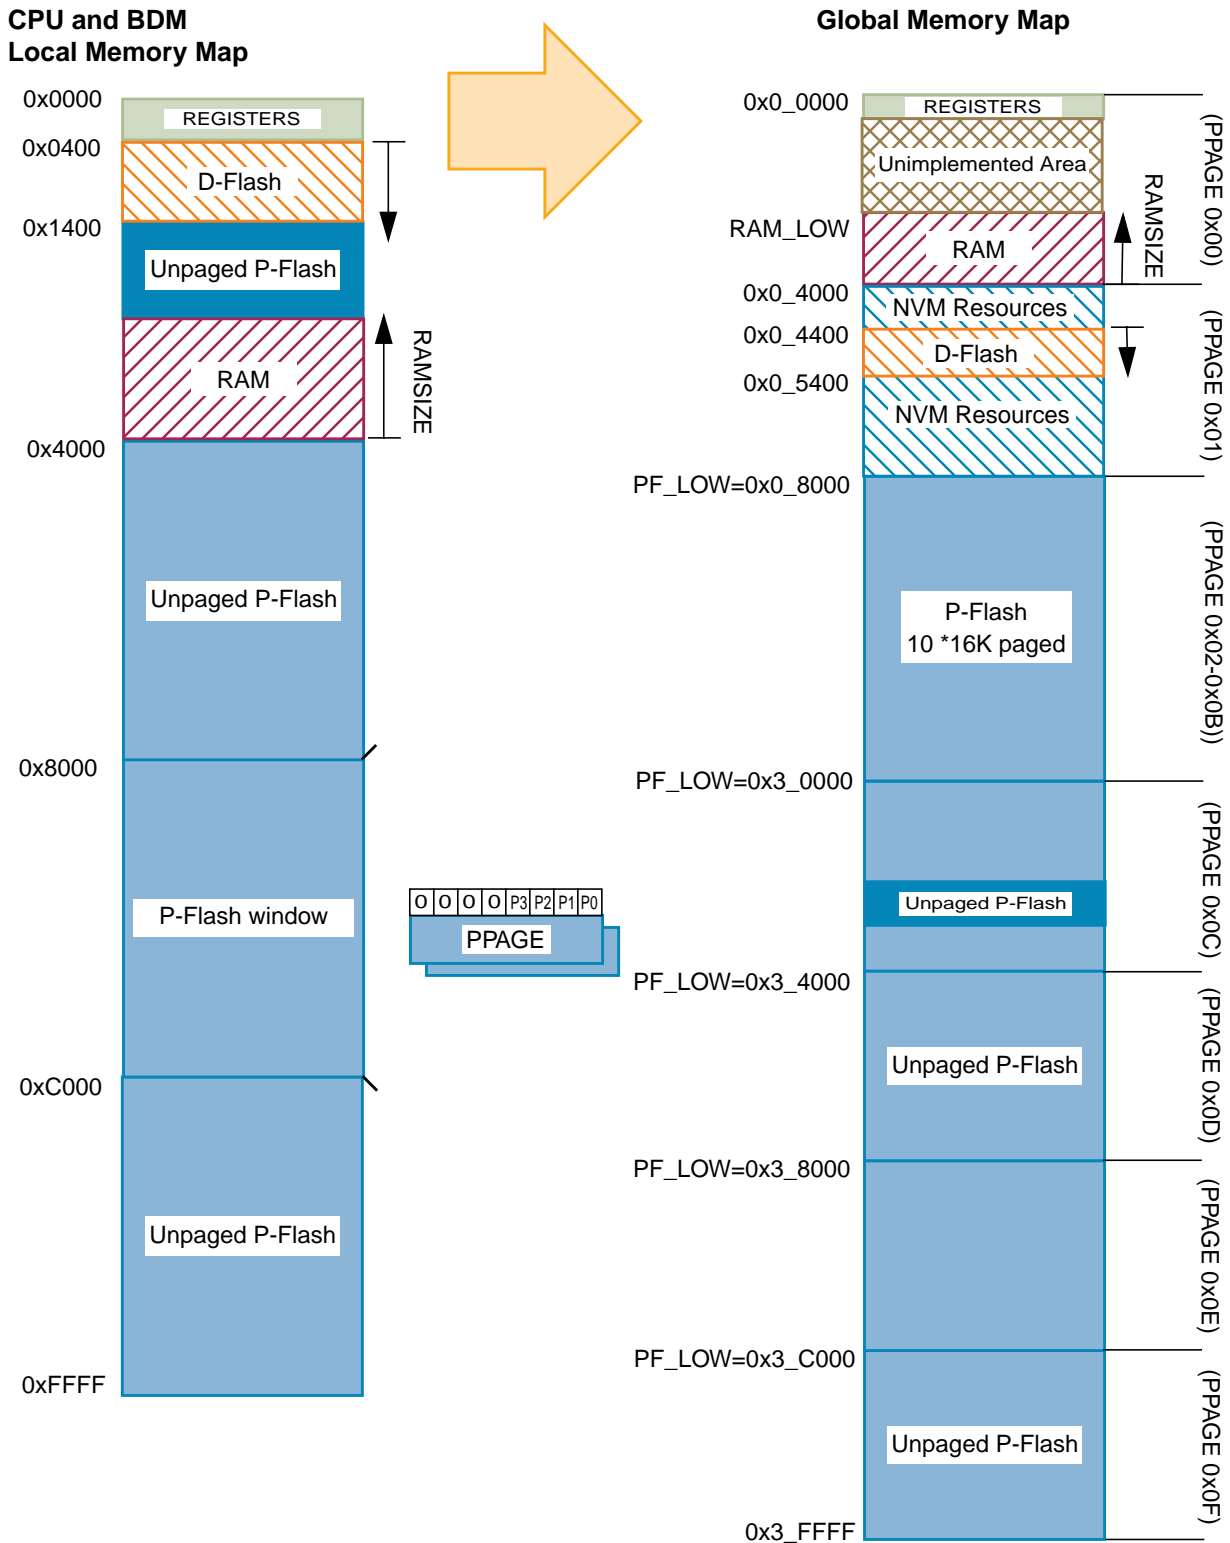 CPU and BDM
Local Memory Map
0x0000
REGISTERS
0x0400
D-Flash
0x1400
Unpaged P-Flash
RAM
RAMSIZE
0x4000
Unpaged P-Flash
0x8000
P-Flash window
0xC000
Unpaged P-Flash
0xFFFF
0 0 0 0 P3 P2 P1 P0
PPAGE
Global Memory Map
0x0_0000
REGISTERS
Unimplemented Area
(PPAGE 0x00)
RAM_LOW
RAM
RAMSIZE
0x0_4000
NVM Resources
0x0_4400
D-Flash
(PPAGE 0x01)
0x0_5400
NVM Resources
PF_LOW=0x0_8000
P-Flash
10 *16K paged
(PPAGE 0x02-0x0B))
PF_LOW=0x3_0000
Unpaged P-Flash
(PPAGE 0x0C)
PF_LOW=0x3_4000
Unpaged P-Flash
(PPAGE 0x0D)
PF_LOW=0x3_8000
(PPAGE 0x0E)
PF_LOW=0x3_C000
Unpaged P-Flash
(PPAGE 0x0F)
0x3_FFFF